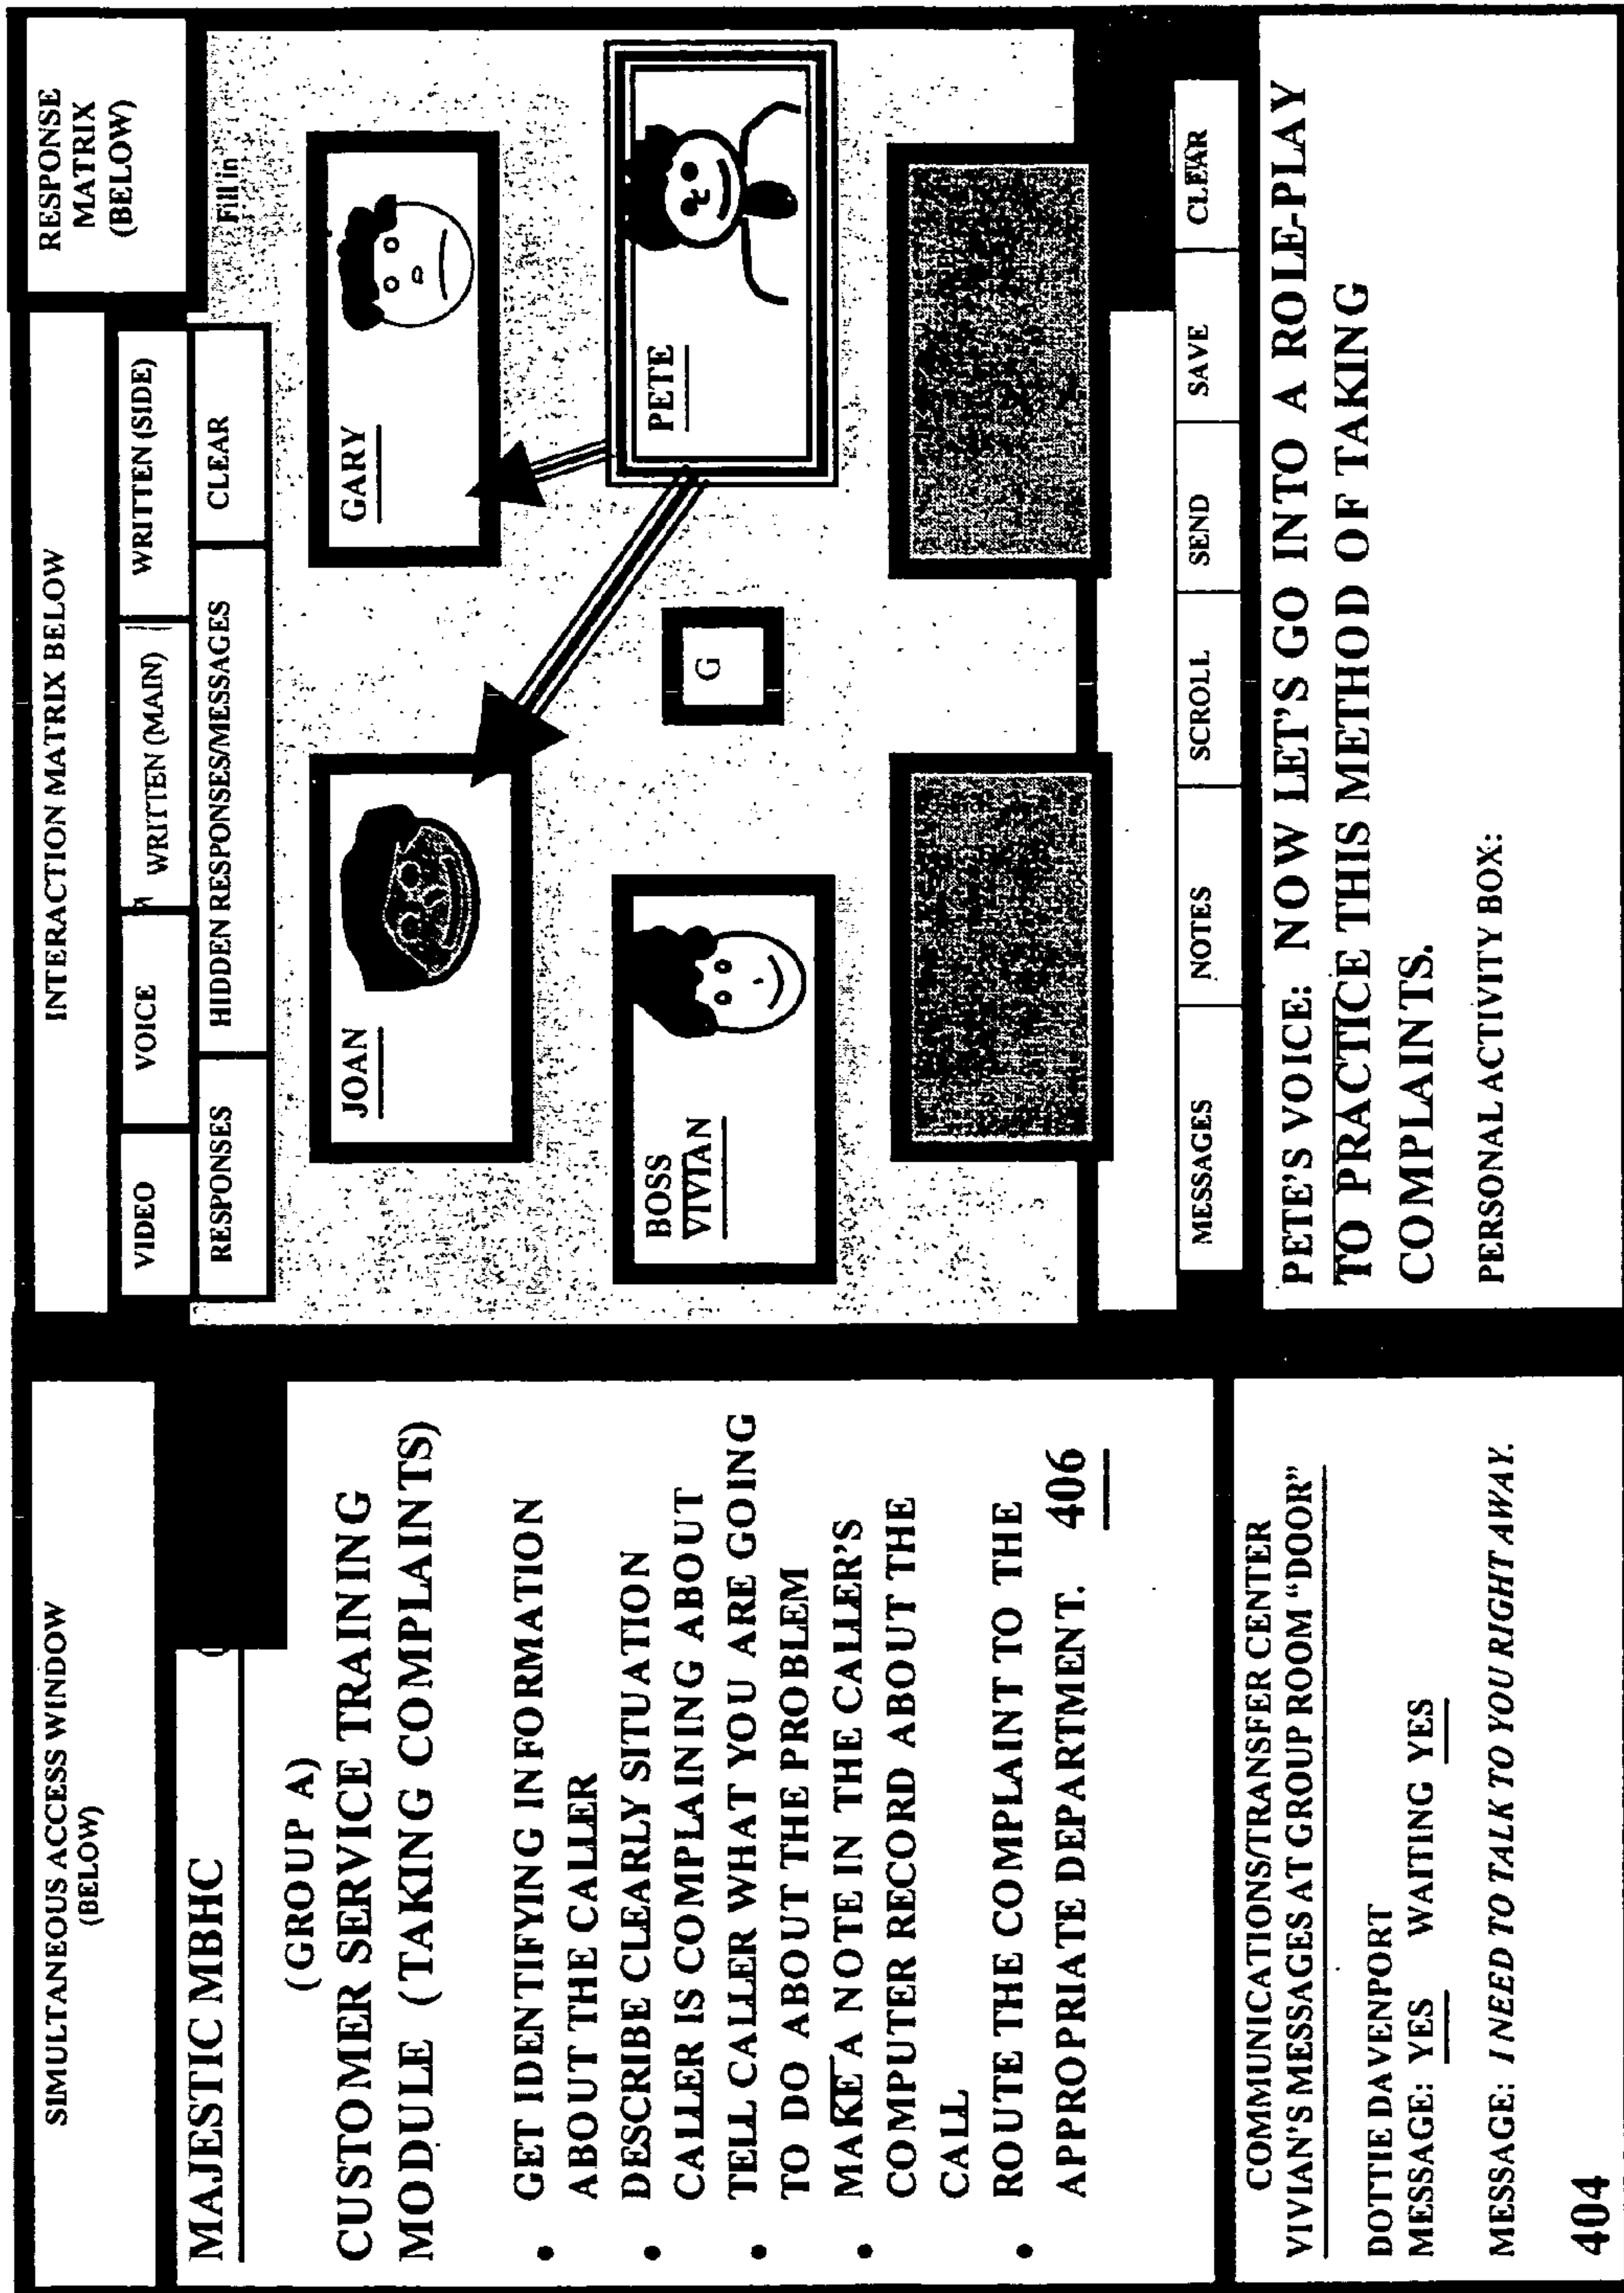 SIMULTANEOUS ACCESS WINDOW
(BELOW)
MAJESTIC MBHC
(GROUP A)
CUSTOMER SERVICE TRAINING
MODULE (TAKING COMPLAINTS)
• GET IDENTIFYING INFORMATION
ABOUT THE CALLER
• DESCRIBE CLEARLY SITUATION
CALLER IS COMPLAINING ABOUT
• TELL CALLER WHAT YOU ARE GOING
TO DO ABOUT THE PROBLEM
• MAKE A NOTE IN THE CALLER'S
COMPUTER RECORD ABOUT THE
CALL
• ROUTE THE COMPLAINT TO THE
APPROPRIATE DEPARTMENT. 406
COMMUNICATIONS/TRANSFER CENTER
VIVIAN'S MESSAGES AT GROUP ROOM "DOOR"
DOTTIE DAVENPORT
MESSAGE: YES WAITING YES
MESSAGE: I NEED TO TALK TO YOU RIGHT AWAY.
404
INTERACTION MATRIX BELOW
RESPONSE
MATRIX
(BELOW)
VIDEO VOICE WRITTEN (MAIN) WRITTEN (SIDE)
RESPONSES HIDDEN RESPONSES/MESSAGES CLEAR
Fill in
JOAN
GARY
BOSS
VIVIAN
G
PETE
MESSAGES NOTES SCROLL SEND SAVE CLEAR
PETE'S VOICE: NOW LET'S GO INTO A ROLE-PLAY
TO PRACTICE THIS METHOD OF TAKING
COMPLAINTS.
PERSONAL ACTIVITY BOX: